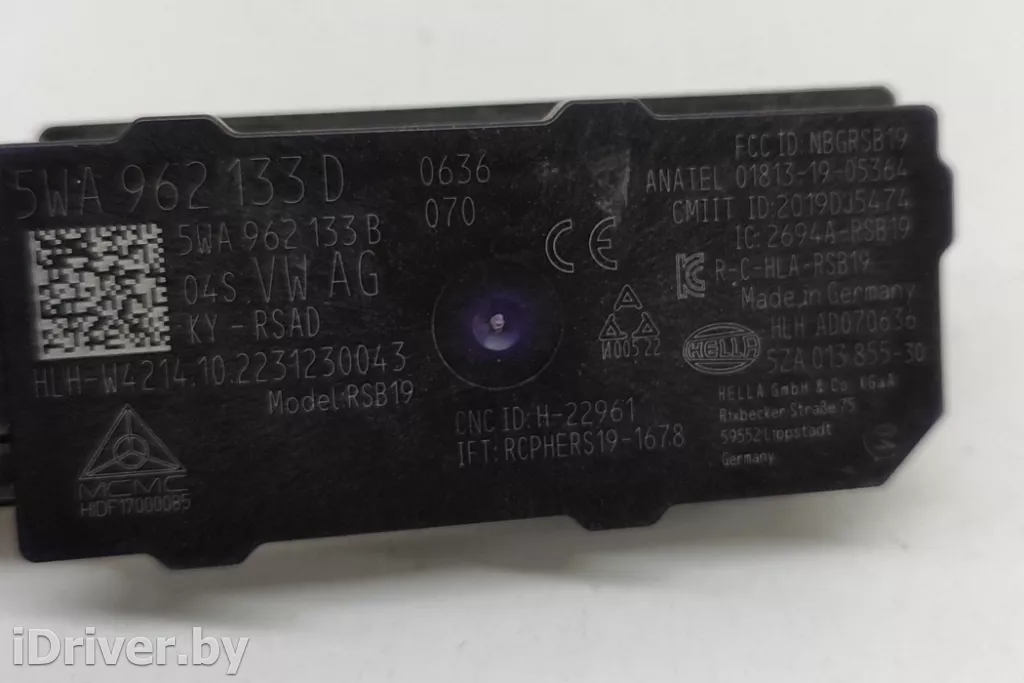 5WA 962 133 D
0636
070
5WA 962 133 B
04S VW AG
KY - RSAD
HLH-W4214.10.2231230043
Model:RSB19
MCMC
HIDF17000085
CE
И005 22
CNC ID: H-22961
IFT: RCPHERS19-1678
FCC ID: NBGRSB19
ANATEL 01813-19-05364
CMIIT ID:2019DJ5474
IC: 2694A-RSB19
R-C-HLA-RSB19
Made in Germany
HLH AD070636
HELLA
5ZA 013 855-30
HELLA GmbH & Co. KGaA
Rixbecker Straße 75
59552 Lippstadt
Germany
iDriver.by